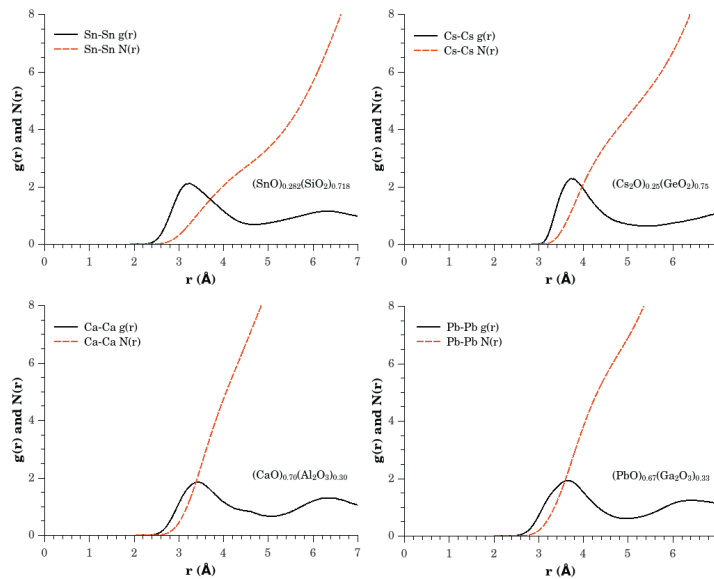 Sn-Sn g(r)
Sn-Sn N(r)
g(r) and N(r)
8
6
4
2
0
(SnO)0.282(SiO2)0.718
0 1 2 3 4 5 6 7
r (Å)
Cs-Cs g(r)
Cs-Cs N(r)
g(r) and N(r)
8
6
4
2
0
(Cs2O)0.25(GeO2)0.75
0 1 2 3 4 5 6
r (Å)
Ca-Ca g(r)
Ca-Ca N(r)
g(r) and N(r)
8
6
4
2
0
(CaO)0.70(Al2O3)0.30
0 1 2 3 4 5 6 7
r (Å)
Pb-Pb g(r)
Pb-Pb N(r)
g(r) and N(r)
8
6
4
2
0
(PbO)0.67(Ga2O3)0.33
0 1 2 3 4 5 6
r (Å)